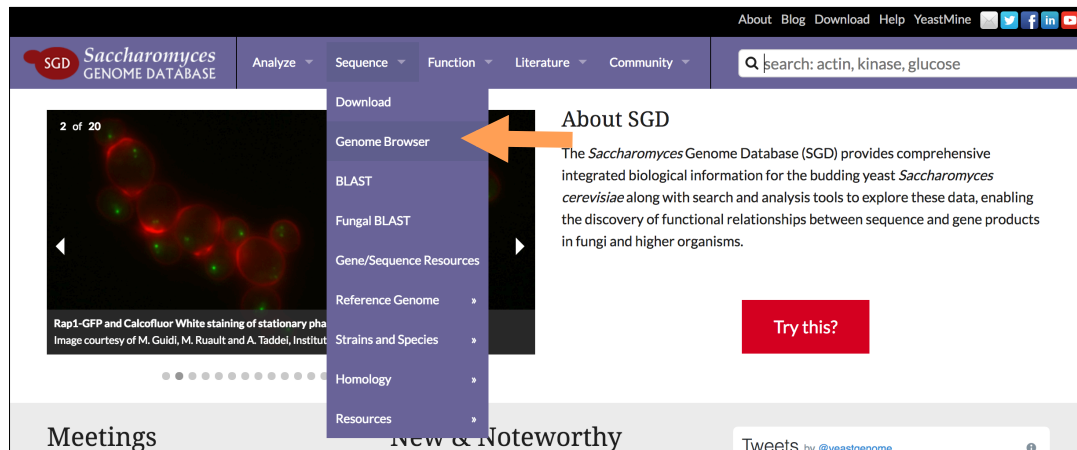 About Blog Download Help YeastMine
SGD Saccharomyces GENOME DATABASE
Analyze Sequence Function Literature Community
search: actin, kinase, glucose
Download
Genome Browser
BLAST
Fungal BLAST
Gene/Sequence Resources
Reference Genome »
Strains and Species »
Homology »
Resources »
2 of 20
Rap1-GFP and Calcofluor White staining of stationary pha
Image courtesy of M. Guidi, M. Ruault and A. Taddei, Institut
About SGD
The Saccharomyces Genome Database (SGD) provides comprehensive
integrated biological information for the budding yeast Saccharomyces
cerevisiae along with search and analysis tools to explore these data, enabling
the discovery of functional relationships between sequence and gene products
in fungi and higher organisms.
Try this?
Meetings
New & Noteworthy
Tweets by @yeastgenome